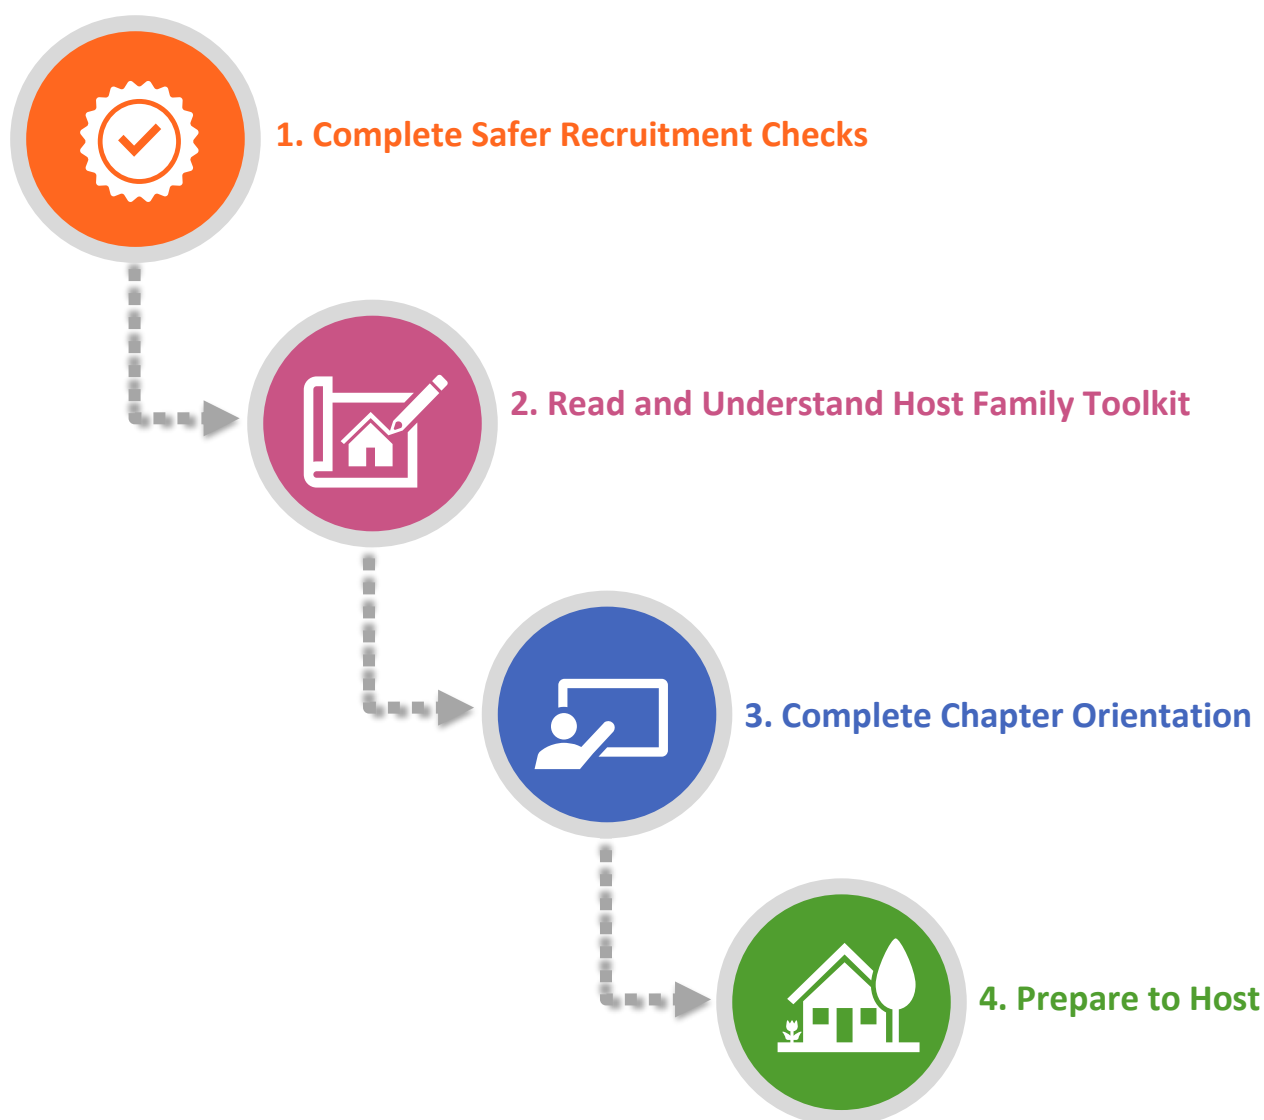 1. Complete Safer Recruitment Checks
2. Read and Understand Host Family Toolkit
3. Complete Chapter Orientation
4. Prepare to Host